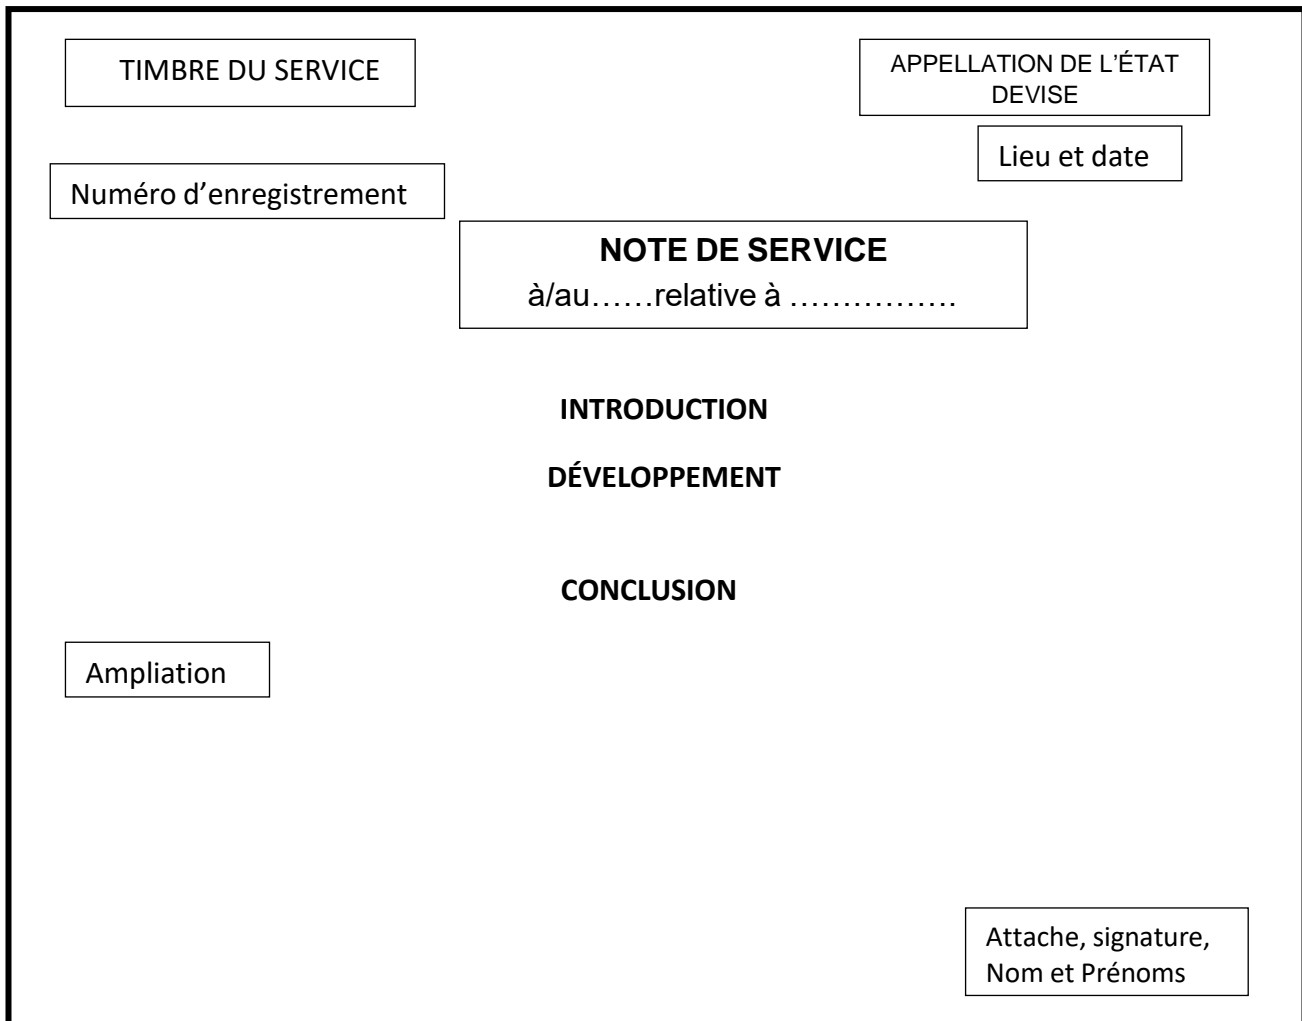 TIMBRE DU SERVICE
APPELLATION DE L’ÉTAT
DEVISE
Lieu et date
Numéro d’enregistrement
NOTE DE SERVICE
à/au……relative à …………….
INTRODUCTION
DÉVELOPPEMENT
CONCLUSION
Ampliation
Attache, signature,
Nom et Prénoms